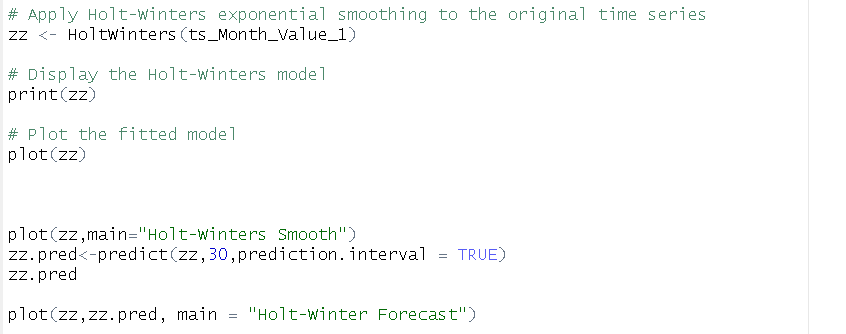 # Apply Holt-Winters exponential smoothing to the original time series
zz <- HoltWinters(ts_Month_Value_1)
# Display the Holt-Winters model
print(zz)
# Plot the fitted model
plot(zz)
plot(zz,main="Holt-Winters Smooth")
zz.pred<-predict(zz,30,prediction.interval = TRUE)
zz.pred
plot(zz,zz.pred, main = "Holt-Winter Forecast")